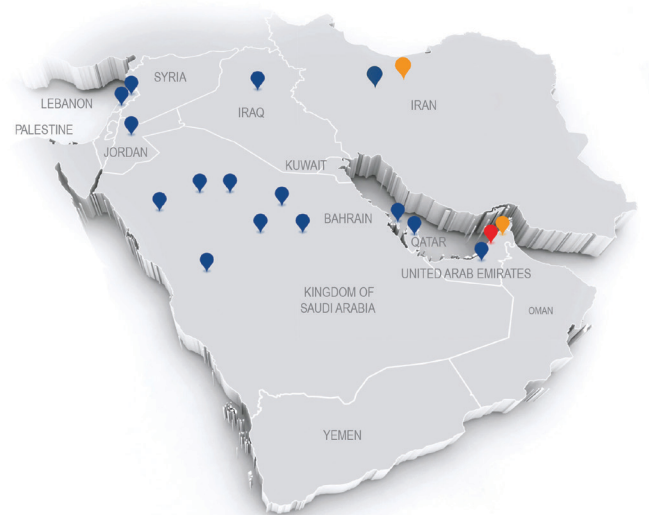 SYRIA
LEBANON
IRAQ
IRAN
PALESTINE
JORDAN
KUWAIT
BAHRAIN
QATAR
UNITED ARAB EMIRATES
KINGDOM OF
SAUDI ARABIA
OMAN
YEMEN